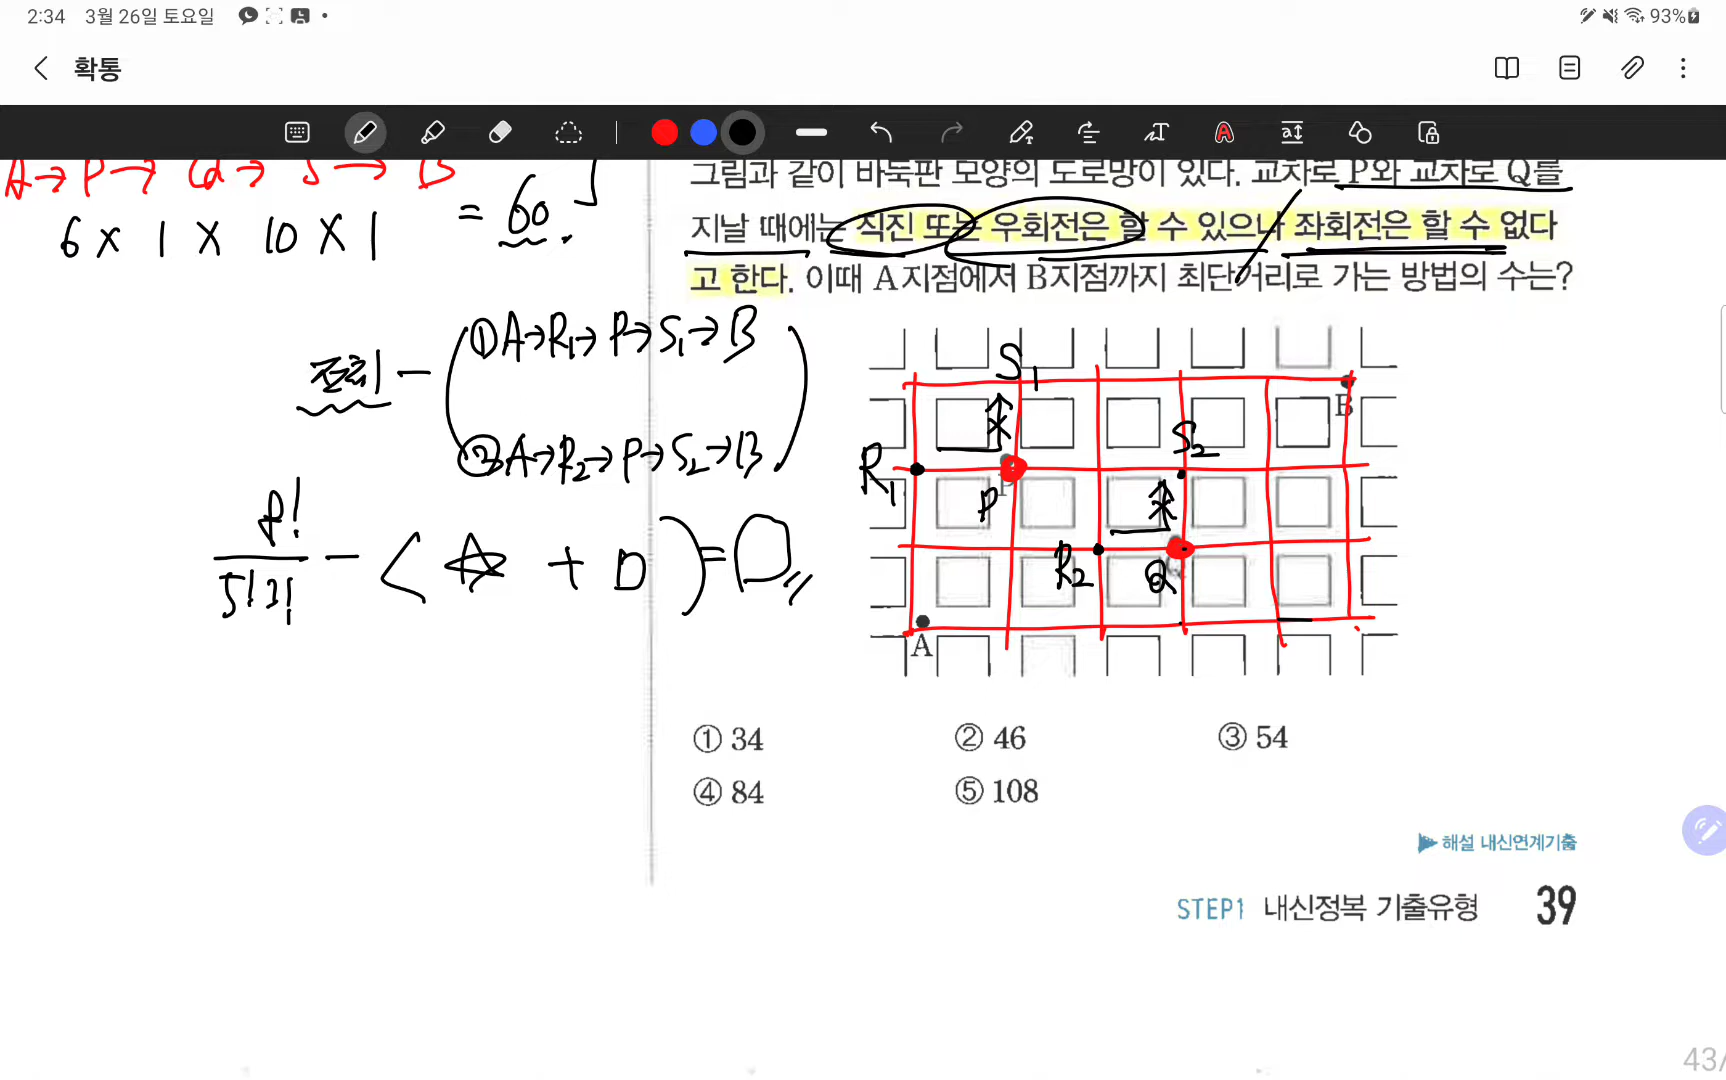 2:34 3월 26일 토요일
93%
확통
A→P→Q→S→B
6 × 1 × 10 × 1 = 60.
그림과 같이 바둑판 모양의 도로망이 있다. 교차로 P와 교차로 Q를
지날 때에는 직진 또는 우회전은 할 수 있으나 좌회전은 할 수 없다
고 한다. 이때 A지점에서 B지점까지 최단거리로 가는 방법의 수는?
전체 − ( ① A→R₁→P→S₁→B
② A→R₂→P→S₂→B )
8!
5!3! − ( ☆ + D ) =
S₁
B
S₂
R₁
P
R₂
Q
A
① 34 ② 46 ③ 54
④ 84 ⑤ 108
▶ 해설 내신연계기출
STEP1 내신정복 기출유형 39
43/